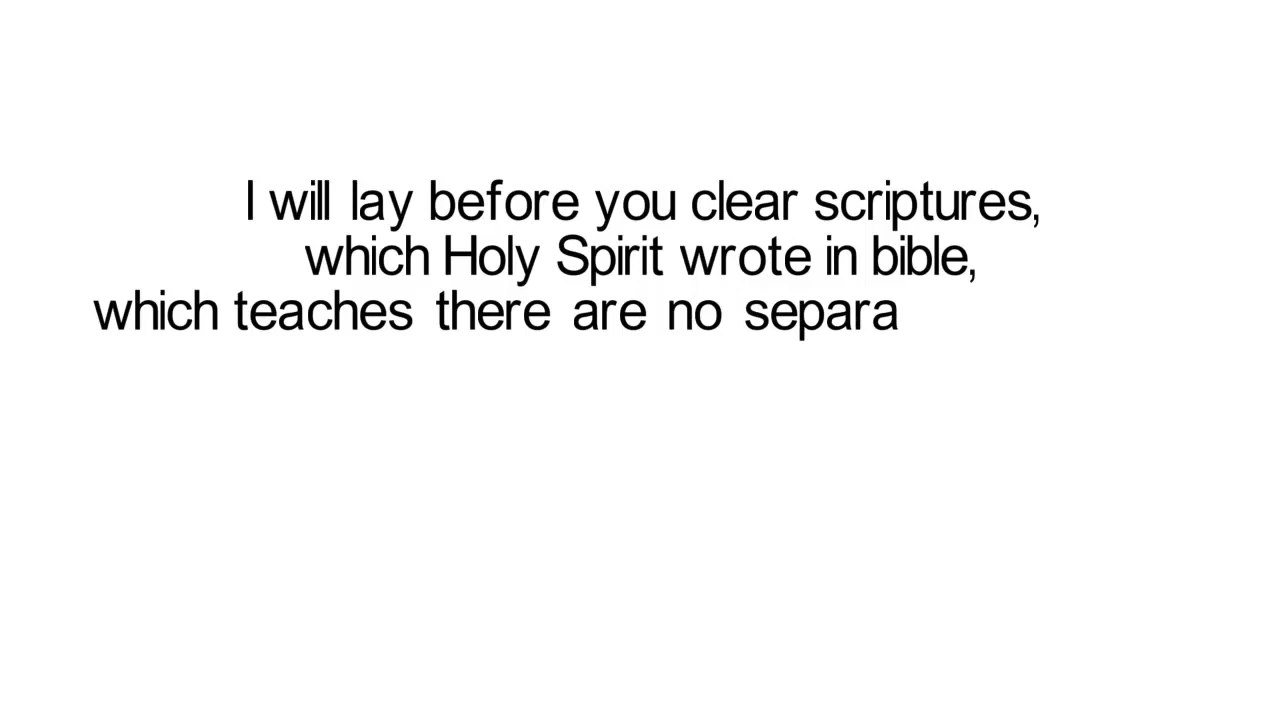 I will lay before you clear scriptures,
which Holy Spirit wrote in bible,
which teaches there are no separa